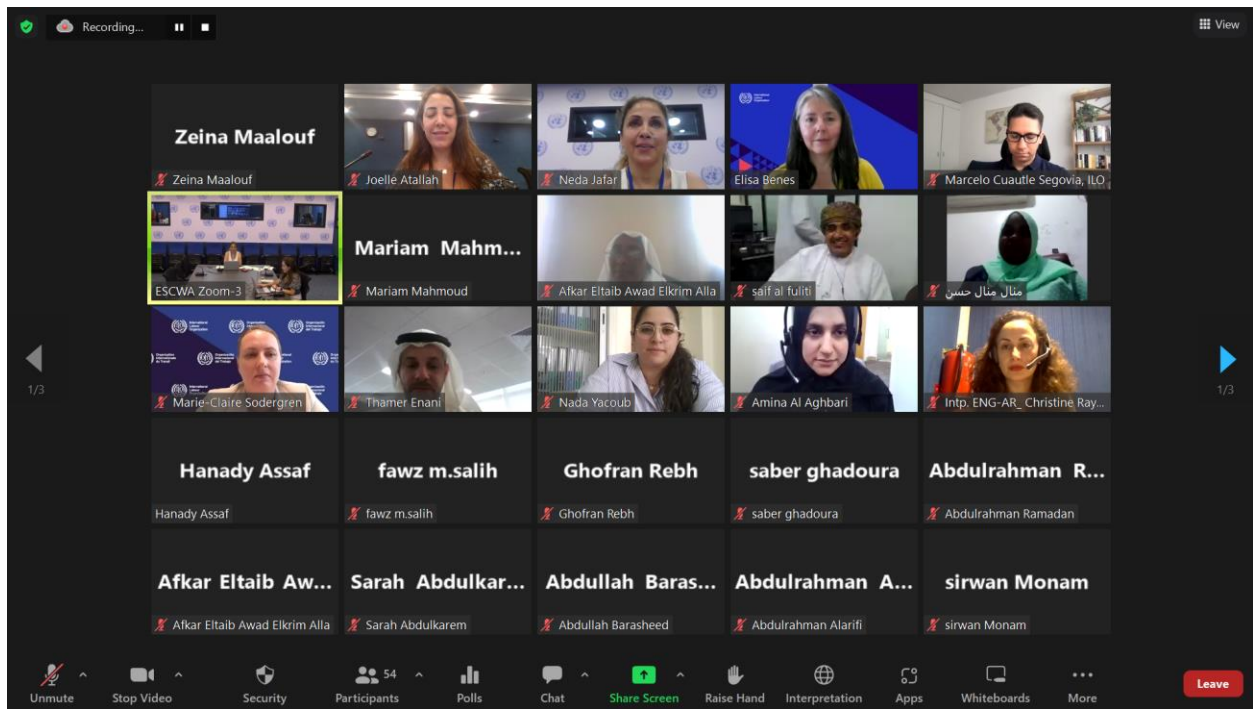 Recording...
View
Zeina Maalouf
Zeina Maalouf
Joelle Atallah
Neda Jafar
International Labour Organization
Elisa Benes
Marcelo Cuautle Segovia, ILO
ESCWA Zoom-3
Mariam Mahm...
Mariam Mahmoud
Afkar Eltaib Awad Elkrim Alla
saif al fuliti
منال منال حسن
Marie-Claire Sodergren
Thamer Enani
Nada Yacoub
Amina Al Aghbari
Intp. ENG-AR_ Christine Ray...
1/3
1/3
Hanady Assaf
Hanady Assaf
fawz m.salih
fawz m.salih
Ghofran Rebh
Ghofran Rebh
saber ghadoura
saber ghadoura
Abdulrahman R...
Abdulrahman Ramadan
Afkar Eltaib Aw...
Afkar Eltaib Awad Elkrim Alla
Sarah Abdulkar...
Sarah Abdulkarem
Abdullah Baras...
Abdullah Barasheed
Abdulrahman A...
Abdulrahman Alarifi
sirwan Monam
sirwan Monam
Unmute
Stop Video
Security
54
Participants
Polls
Chat
Share Screen
Raise Hand
Interpretation
Apps
Whiteboards
More
Leave